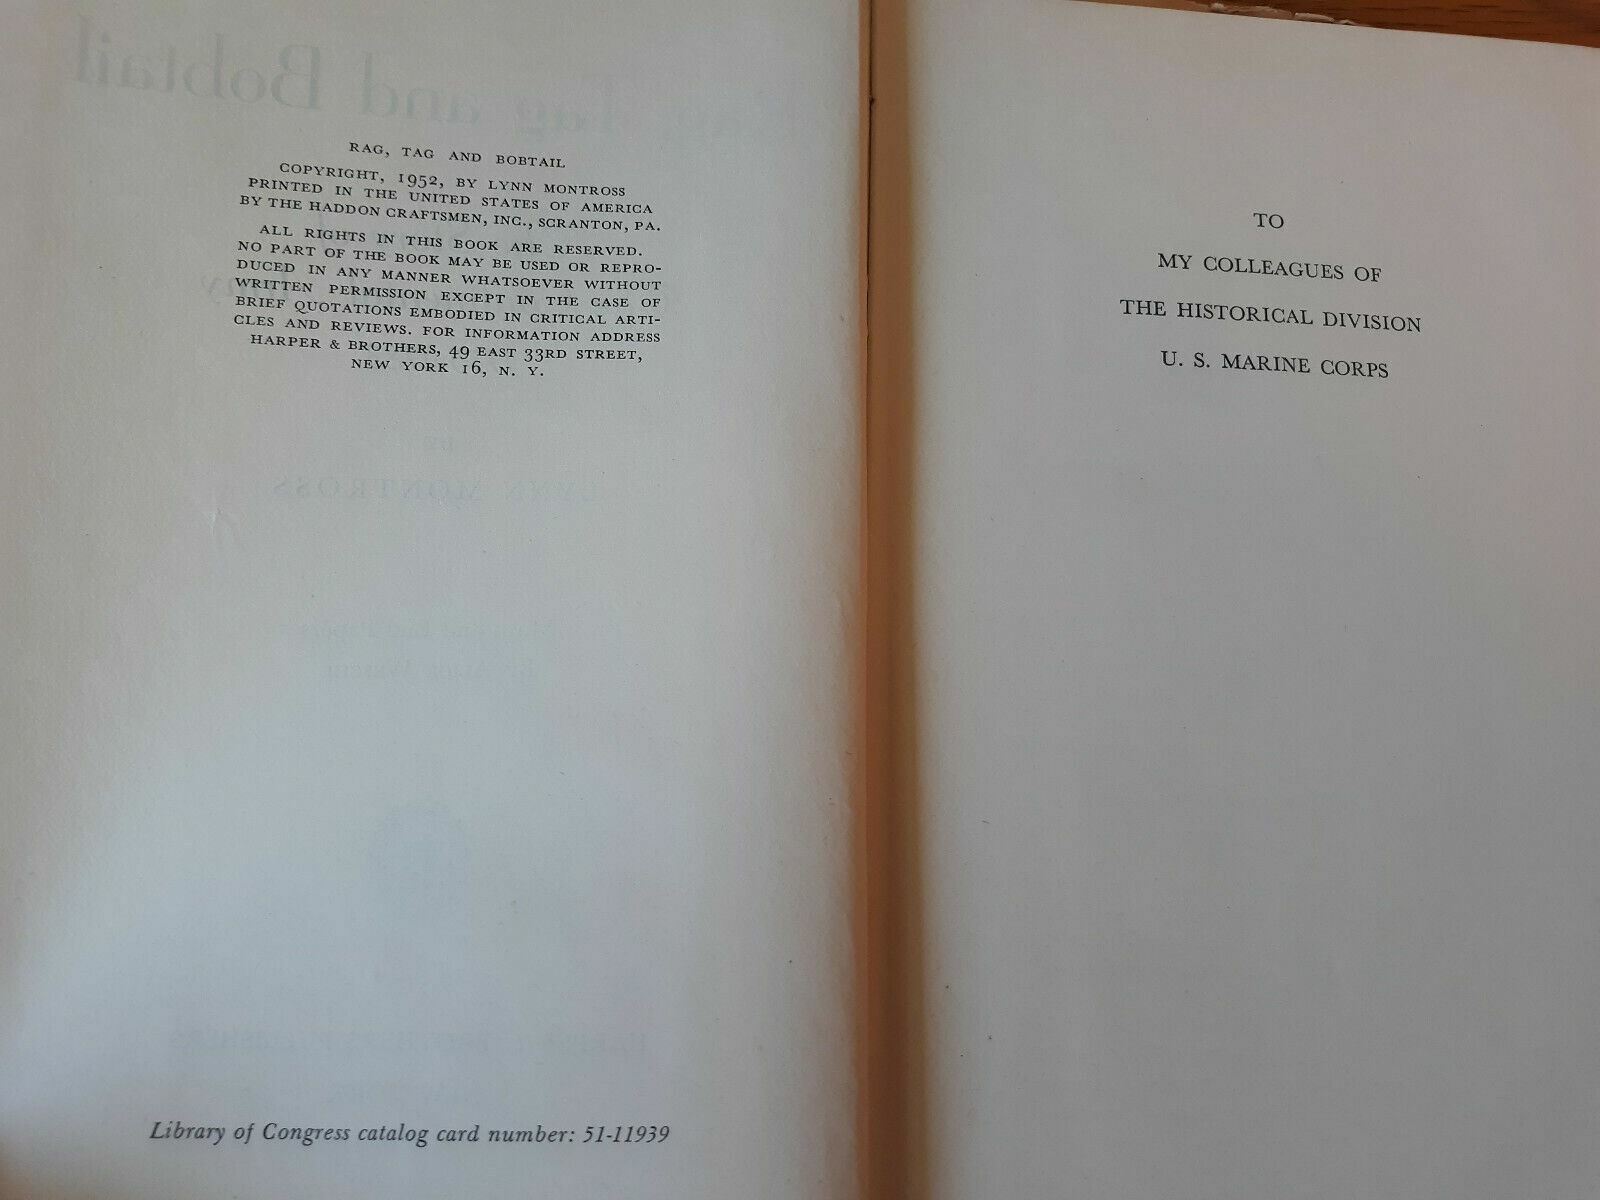 RAG, TAG AND BOBTAIL
COPYRIGHT, 1952, BY LYNN MONTROSS
PRINTED IN THE UNITED STATES OF AMERICA
BY THE HADDON CRAFTSMEN, INC., SCRANTON, PA.
ALL RIGHTS IN THIS BOOK ARE RESERVED.
NO PART OF THE BOOK MAY BE USED OR REPRO-
DUCED IN ANY MANNER WHATSOEVER WITHOUT
WRITTEN PERMISSION EXCEPT IN THE CASE OF
BRIEF QUOTATIONS EMBODIED IN CRITICAL ARTI-
CLES AND REVIEWS. FOR INFORMATION ADDRESS
HARPER & BROTHERS, 49 EAST 33RD STREET,
NEW YORK 16, N. Y.
Library of Congress catalog card number: 51-11939
TO
MY COLLEAGUES OF
THE HISTORICAL DIVISION
U. S. MARINE CORPS